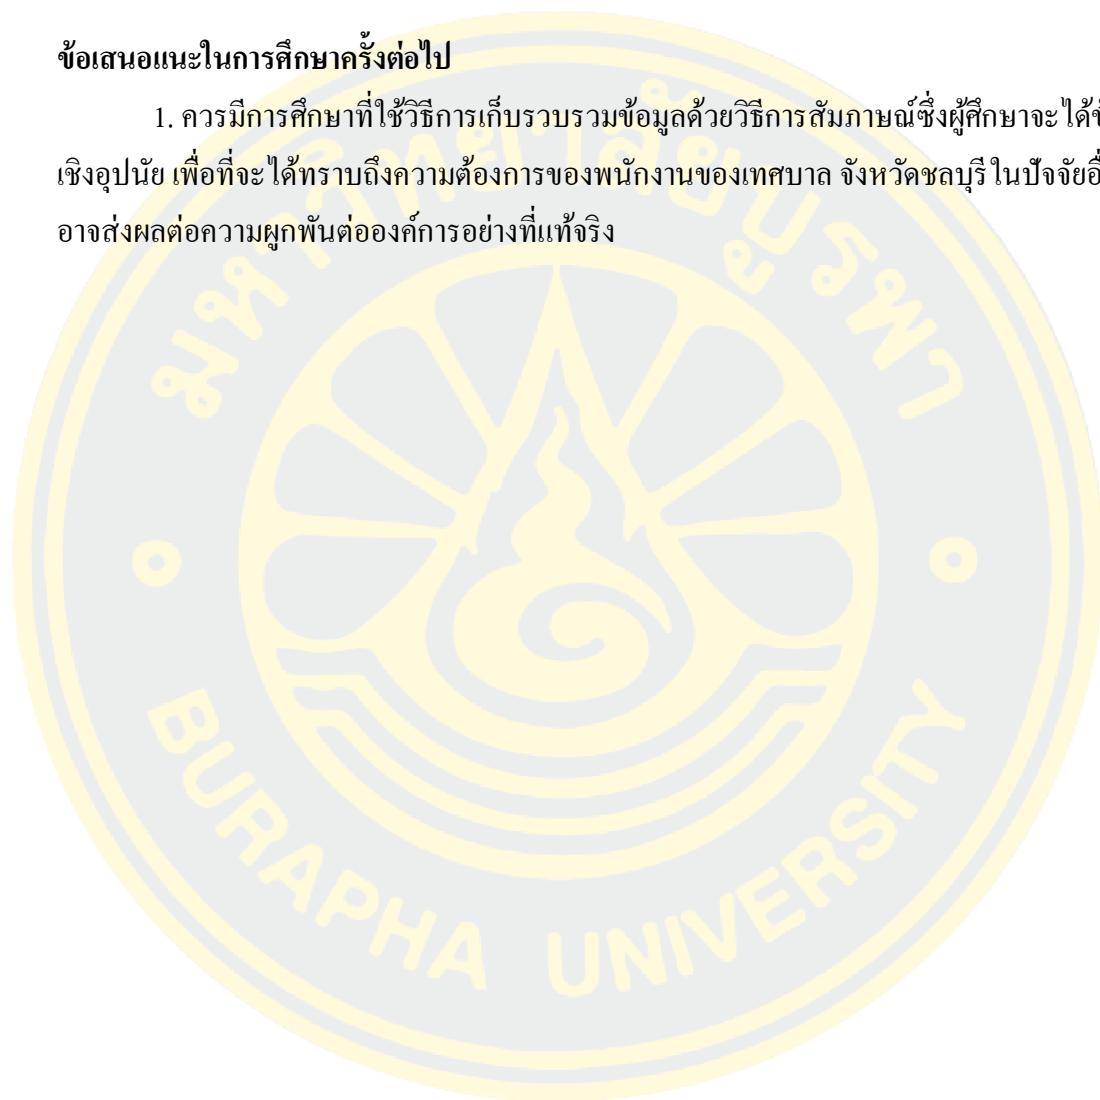 ข้อเสนอแนะในการศึกษาครั้งต่อไป
1. ควรมีการศึกษาที่ใช้วิธีการเก็บรวบรวมข้อมูลด้วยวิธีการสัมภาษณ์ซึ่งผู้ศึกษาจะได้
เชิงอุปนัย เพื่อที่จะได้ทราบถึงความต้องการของพนักงานของเทศบาล จังหวัดชลบุรี ในปัจจัย
อาจส่งผลต่อความผูกพันต่อองค์การอย่างที่แท้จริง
มหาวิทยาลัยบูรพา
BURAPHA UNIVERSITY